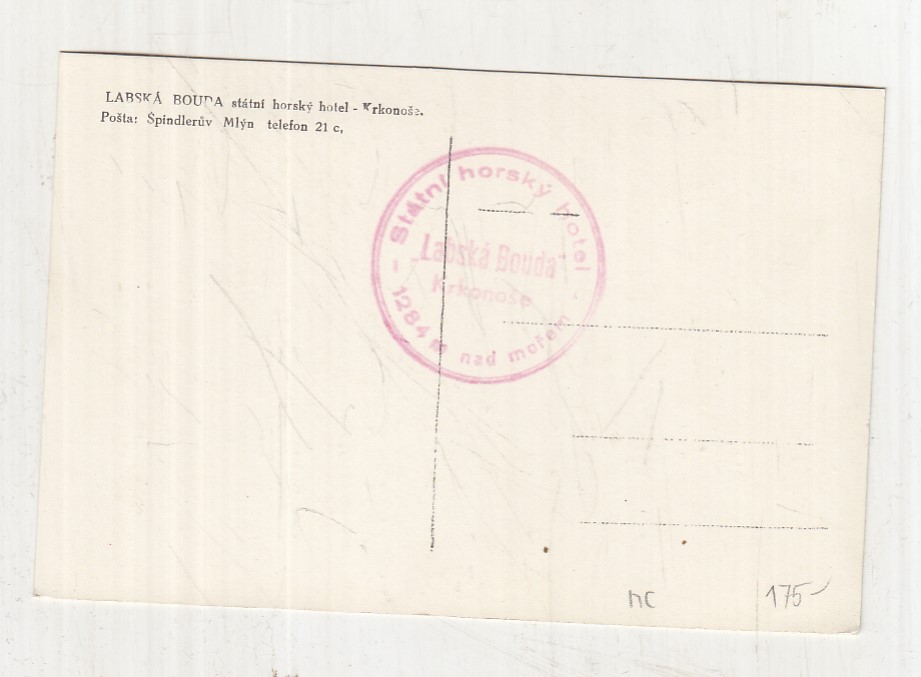 LABSKÁ BOUDA státní horský hotel - Krkonoše.
Pošta: Špindlerův Mlýn telefon 21 c,
- Státní horský hotel -
„Labská Bouda"
Krkonoše
1284 m nad mořem
175-